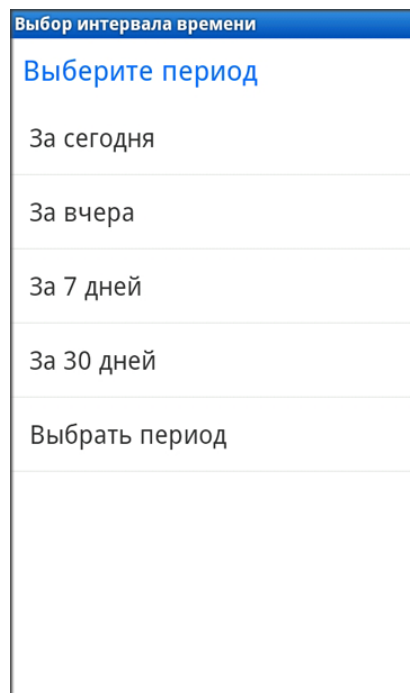 Выбор интервала времени
Выберите период
За сегодня
За вчера
За 7 дней
За 30 дней
Выбрать период